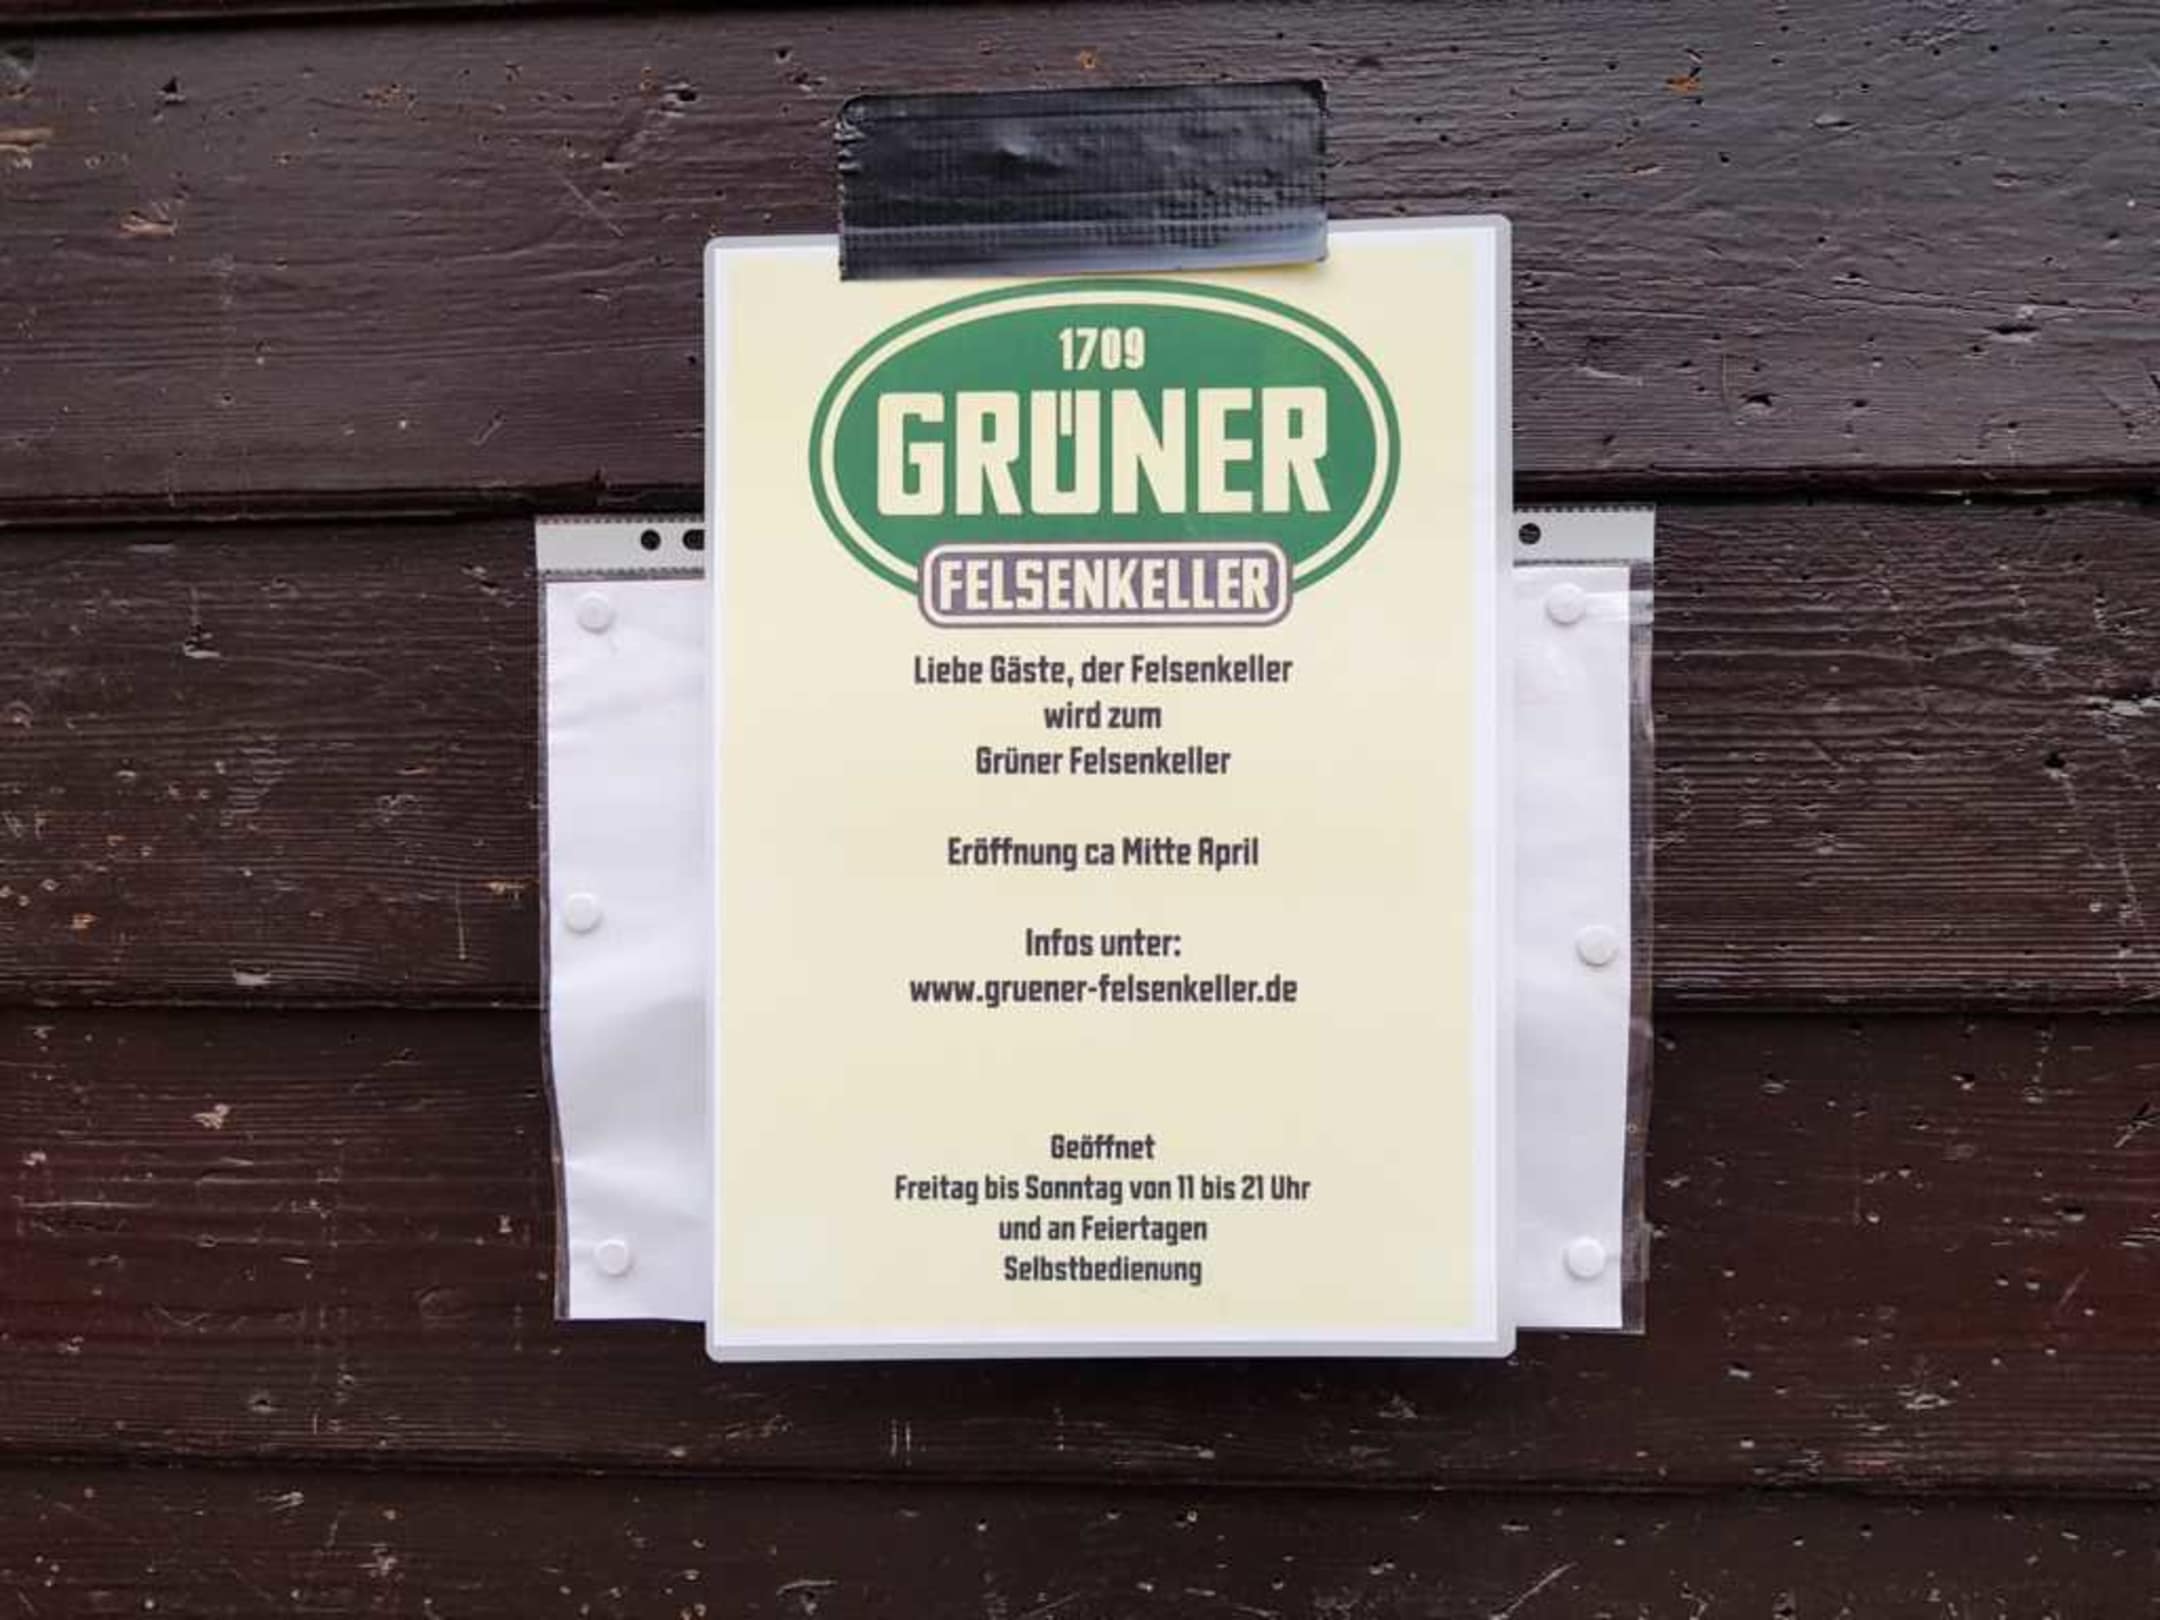 1709
GRÜNER
FELSENKELLER
Liebe Gäste, der Felsenkeller
wird zum
Grüner Felsenkeller
Eröffnung ca Mitte April
Infos unter:
www.gruener-felsenkeller.de
Geöffnet
Freitag bis Sonntag von 11 bis 21 Uhr
und an Feiertagen
Selbstbedienung